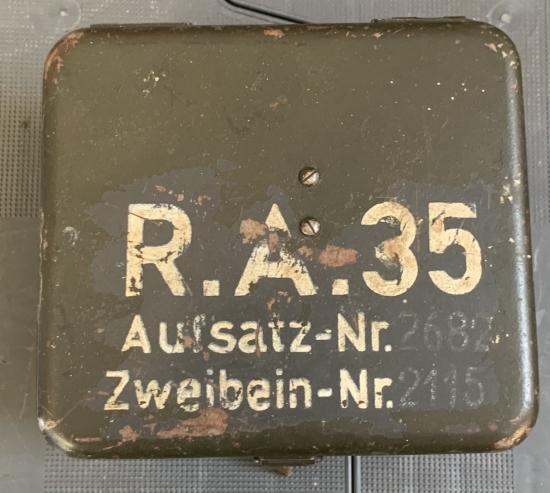 R.A.35
Aufsatz-Nr. 2682
Zweibein-Nr. 2115